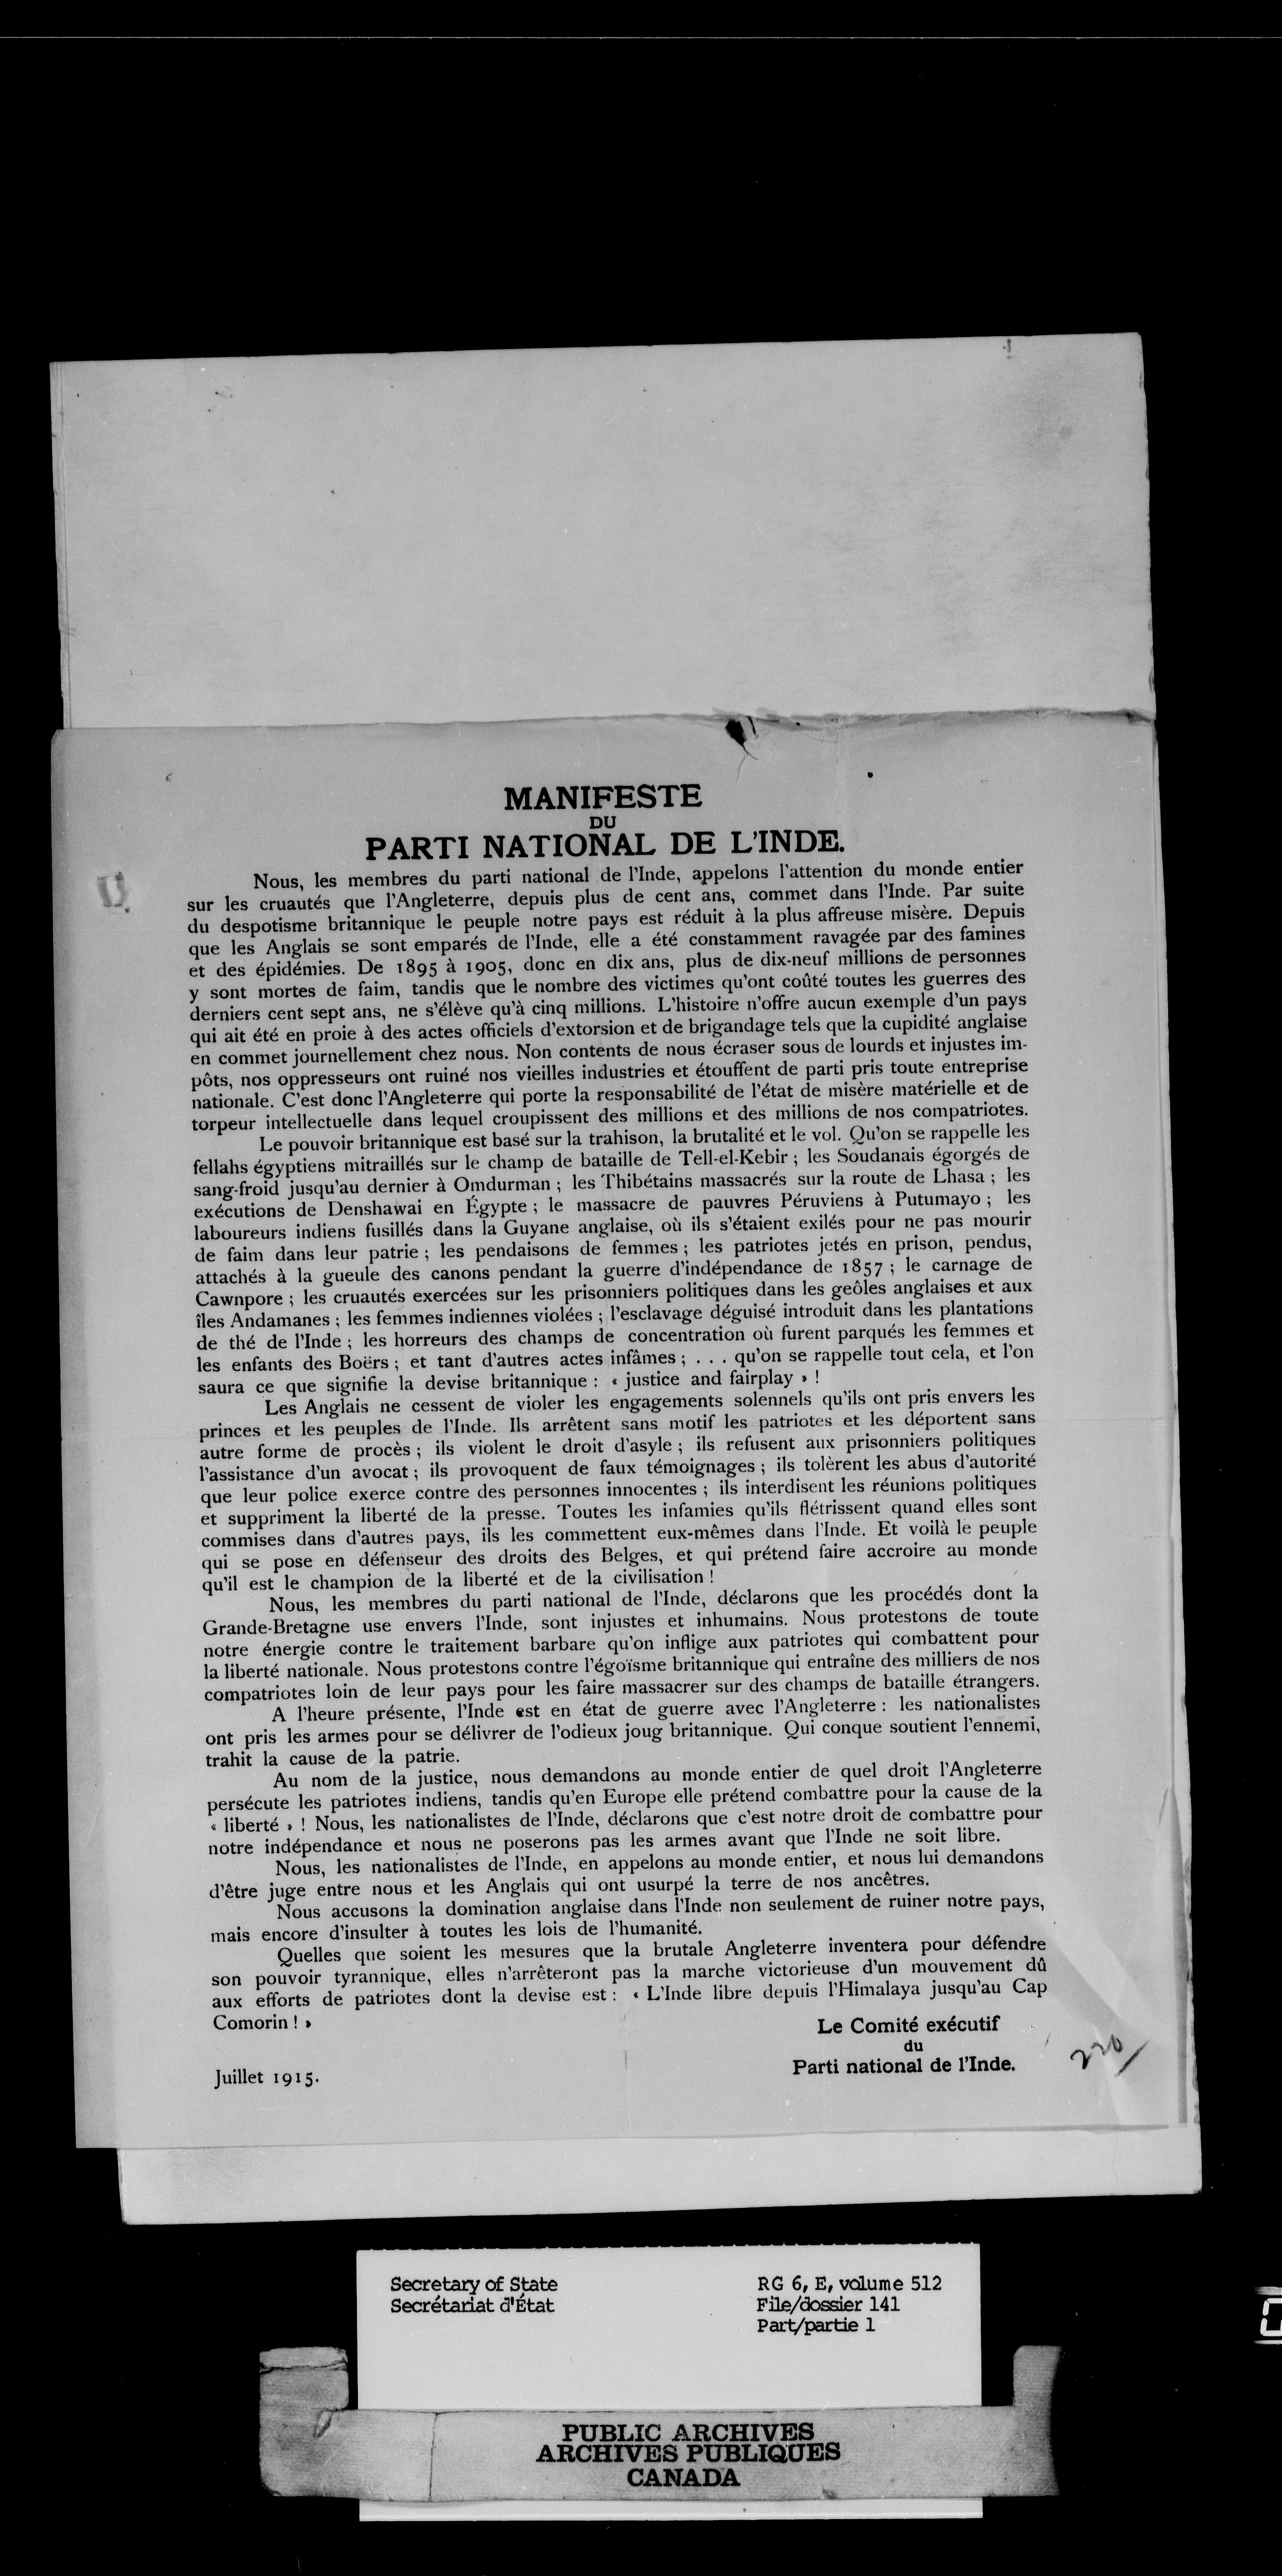 MANIFESTE
DU
PARTI NATIONAL DE L'INDE.
Nous, les membres du parti national de l'Inde, appelons l'attention du monde entier
sur les cruautés que l'Angleterre, depuis plus de cent ans, commet dans l'Inde. Par suite
du despotisme britannique le peuple notre pays est réduit à la plus affreuse misère. Depuis
que les Anglais se sont emparés de l'Inde, elle a été constamment ravagée par des famines
et des épidémies. De 1895 à 1905, donc en dix ans, plus de dix-neuf millions de personnes
y sont mortes de faim, tandis que le nombre des victimes qu'ont coûté toutes les guerres des
derniers cent sept ans, ne s'élève qu'à cinq millions. L'histoire n'offre aucun exemple d'un pays
qui ait été en proie à des actes officiels d'extorsion et de brigandage tels que la cupidité anglaise
en commet journellement chez nous. Non contents de nous écraser sous de lourds et injustes im-
pôts, nos oppresseurs ont ruiné nos vieilles industries et étouffent de parti pris toute entreprise
nationale. C'est donc l'Angleterre qui porte la responsabilité de l'état de misère matérielle et de
torpeur intellectuelle dans lequel croupissent des millions et des millions de nos compatriotes.
Le pouvoir britannique est basé sur la trahison, la brutalité et le vol. Qu'on se rappelle les
fellahs égyptiens mitraillés sur le champ de bataille de Tell-el-Kebir ; les Soudanais égorgés de
sang-froid jusqu'au dernier à Omdurman ; les Thibétains massacrés sur la route de Lhasa ; les
exécutions de Denshawai en Égypte ; le massacre de pauvres Péruviens à Putumayo ; les
laboureurs indiens fusillés dans la Guyane anglaise, où ils s'étaient exilés pour ne pas mourir
de faim dans leur patrie ; les pendaisons de femmes ; les patriotes jetés en prison, pendus,
attachés à la gueule des canons pendant la guerre d'indépendance de 1857 ; le carnage de
Cawnpore ; les cruautés exercées sur les prisonniers politiques dans les geôles anglaises et aux
îles Andamanes ; les femmes indiennes violées ; l'esclavage déguisé introduit dans les plantations
de thé de l'Inde ; les horreurs des champs de concentration où furent parqués les femmes et
les enfants des Boërs ; et tant d'autres actes infâmes ; . . . qu'on se rappelle tout cela, et l'on
saura ce que signifie la devise britannique : « justice and fairplay » !
Les Anglais ne cessent de violer les engagements solennels qu'ils ont pris envers les
princes et les peuples de l'Inde. Ils arrêtent sans motif les patriotes et les déportent sans
autre forme de procès ; ils violent le droit d'asyle ; ils refusent aux prisonniers politiques
l'assistance d'un avocat ; ils provoquent de faux témoignages ; ils tolèrent les abus d'autorité
que leur police exerce contre des personnes innocentes ; ils interdisent les réunions politiques
et suppriment la liberté de la presse. Toutes les infamies qu'ils flétrissent quand elles sont
commises dans d'autres pays, ils les commettent eux-mêmes dans l'Inde. Et voilà le peuple
qui se pose en défenseur des droits des Belges, et qui prétend faire accroire au monde
qu'il est le champion de la liberté et de la civilisation !
Nous, les membres du parti national de l'Inde, déclarons que les procédés dont la
Grande-Bretagne use envers l'Inde, sont injustes et inhumains. Nous protestons de toute
notre énergie contre le traitement barbare qu'on inflige aux patriotes qui combattent pour
la liberté nationale. Nous protestons contre l'égoïsme britannique qui entraîne des milliers de nos
compatriotes loin de leur pays pour les faire massacrer sur des champs de bataille étrangers.
A l'heure présente, l'Inde est en état de guerre avec l'Angleterre : les nationalistes
ont pris les armes pour se délivrer de l'odieux joug britannique. Qui conque soutient l'ennemi,
trahit la cause de la patrie.
Au nom de la justice, nous demandons au monde entier de quel droit l'Angleterre
persécute les patriotes indiens, tandis qu'en Europe elle prétend combattre pour la cause de la
« liberté » ! Nous, les nationalistes de l'Inde, déclarons que c'est notre droit de combattre pour
notre indépendance et nous ne poserons pas les armes avant que l'Inde ne soit libre.
Nous, les nationalistes de l'Inde, en appelons au monde entier, et nous lui demandons
d'être juge entre nous et les Anglais qui ont usurpé la terre de nos ancêtres.
Nous accusons la domination anglaise dans l'Inde non seulement de ruiner notre pays,
mais encore d'insulter à toutes les lois de l'humanité.
Quelles que soient les mesures que la brutale Angleterre inventera pour défendre
son pouvoir tyrannique, elles n'arrêteront pas la marche victorieuse d'un mouvement dû
aux efforts de patriotes dont la devise est : « L'Inde libre depuis l'Himalaya jusqu'au Cap
Comorin ! »
Le Comité exécutif
du
Parti national de l'Inde.
Juillet 1915.
220
Secretary of State
Secrétariat d'État
RG 6, E, volume 512
File/dossier 141
Part/partie 1
PUBLIC ARCHIVES
ARCHIVES PUBLIQUES
CANADA